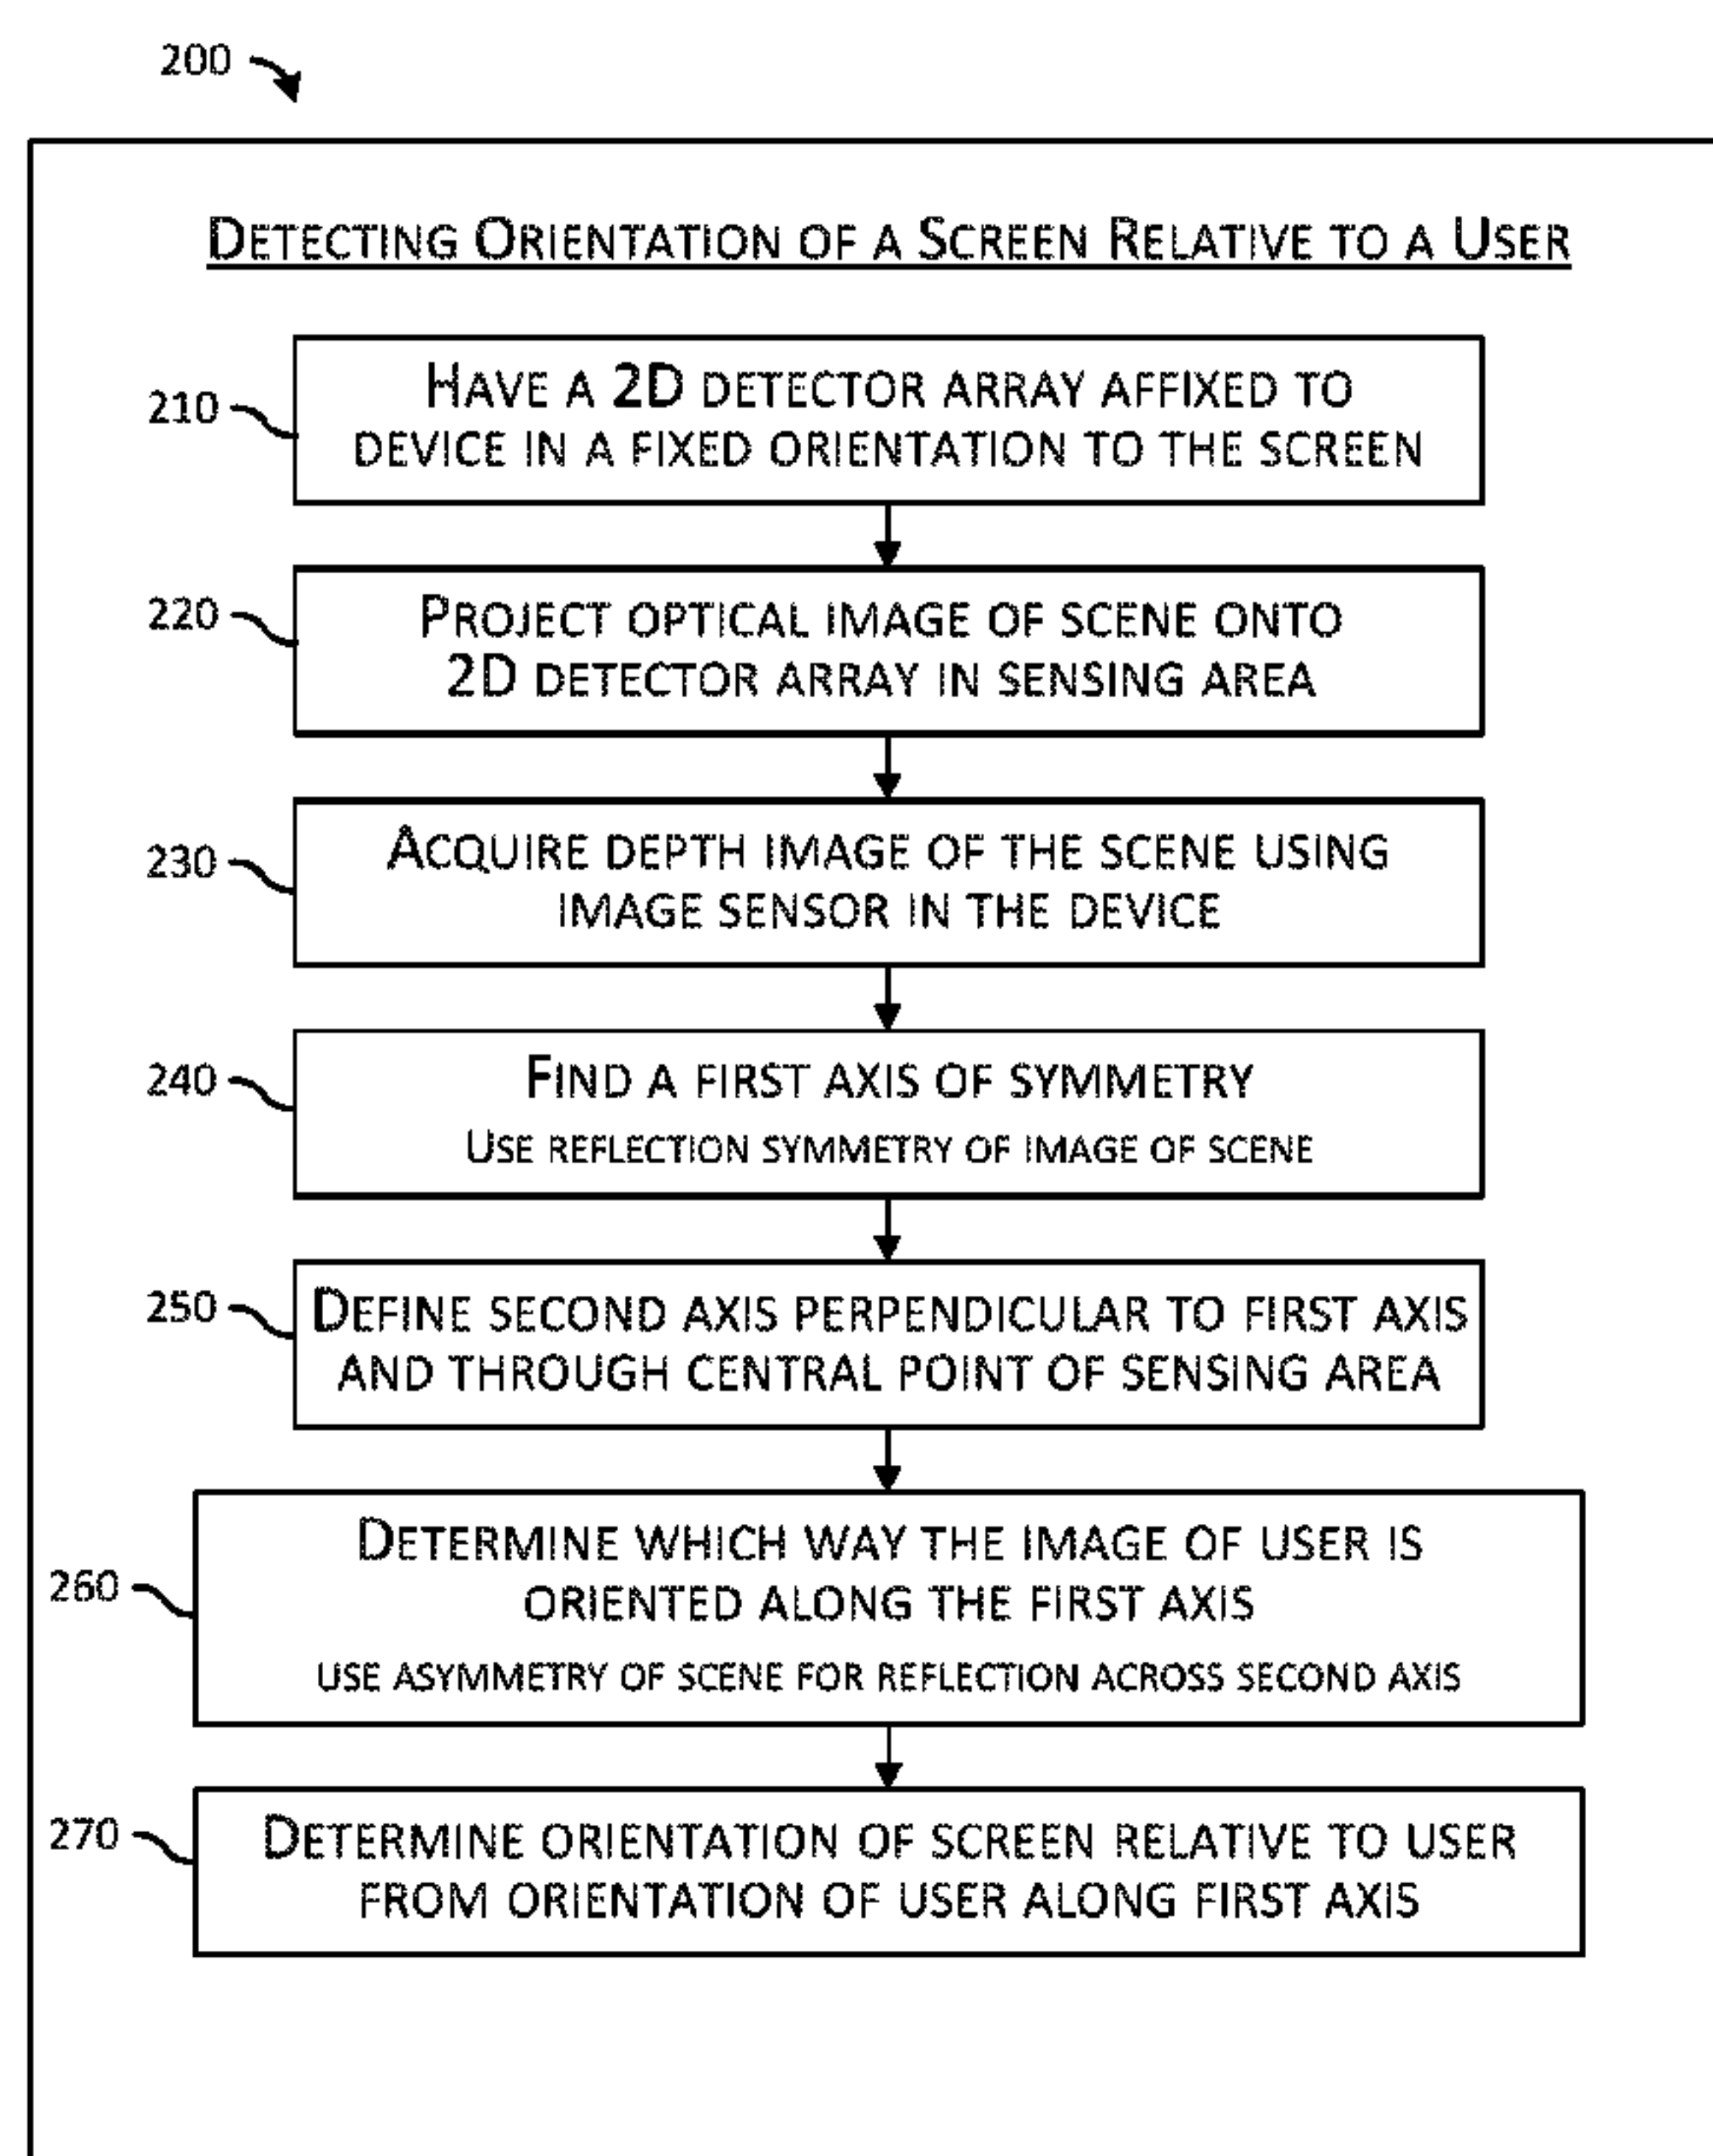 200
DETECTING ORIENTATION OF A SCREEN RELATIVE TO A USER
210
HAVE A 2D DETECTOR ARRAY AFFIXED TO
DEVICE IN A FIXED ORIENTATION TO THE SCREEN
220
PROJECT OPTICAL IMAGE OF SCENE ONTO
2D DETECTOR ARRAY IN SENSING AREA
230
ACQUIRE DEPTH IMAGE OF THE SCENE USING
IMAGE SENSOR IN THE DEVICE
240
FIND A FIRST AXIS OF SYMMETRY
USE REFLECTION SYMMETRY OF IMAGE OF SCENE
250
DEFINE SECOND AXIS PERPENDICULAR TO FIRST AXIS
AND THROUGH CENTRAL POINT OF SENSING AREA
260
DETERMINE WHICH WAY THE IMAGE OF USER IS
ORIENTED ALONG THE FIRST AXIS
USE ASYMMETRY OF SCENE FOR REFLECTION ACROSS SECOND AXIS
270
DETERMINE ORIENTATION OF SCREEN RELATIVE TO USER
FROM ORIENTATION OF USER ALONG FIRST AXIS